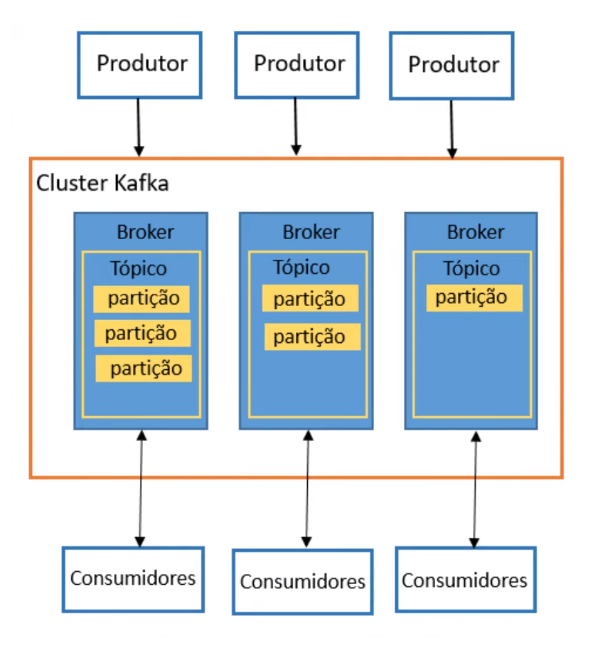 Produtor
Produtor
Produtor
Cluster Kafka
Broker
Tópico
partição
partição
partição
Broker
Tópico
partição
partição
Broker
Tópico
partição
Consumidores
Consumidores
Consumidores